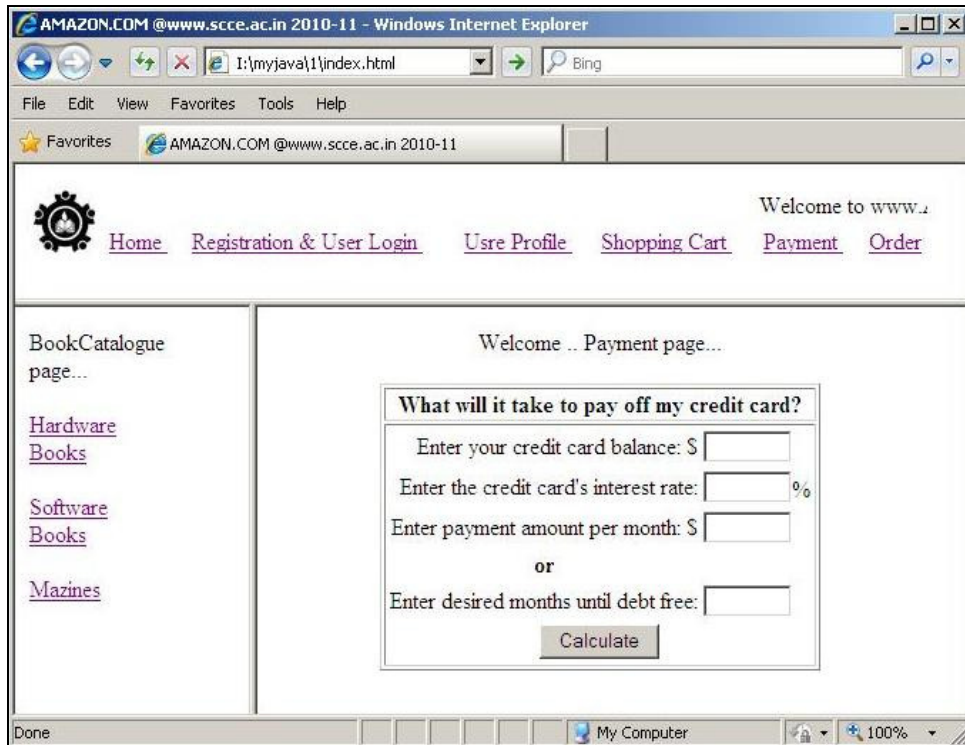 AMAZON.COM @www.scce.ac.in 2010-11 - Windows Internet Explorer
I:\myjava\1\index.html
Bing
File Edit View Favorites Tools Help
Favorites
AMAZON.COM @www.scce.ac.in 2010-11
Welcome to www.
Home Registration & User Login Usre Profile Shopping Cart Payment Order
BookCatalogue
page...
Hardware
Books
Software
Books
Mazines
Welcome .. Payment page...
What will it take to pay off my credit card?
Enter your credit card balance: $
Enter the credit card's interest rate: %
Enter payment amount per month: $
or
Enter desired months until debt free:
Calculate
Done
My Computer
100%